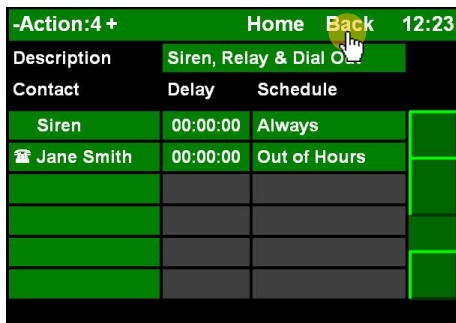 -Action:4 + Home Back 12:23
Description Siren, Relay & Dial Out
Contact Delay Schedule
Siren 00:00:00 Always
☎ Jane Smith 00:00:00 Out of Hours